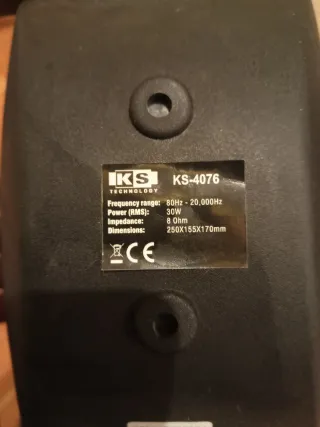 KS KS-4076
TECHNOLOGY
Frequency range: 80Hz - 20,000Hz
Power (RMS): 30W
Impedance: 8 Ohm
Dimensions: 250X155X170mm
CE